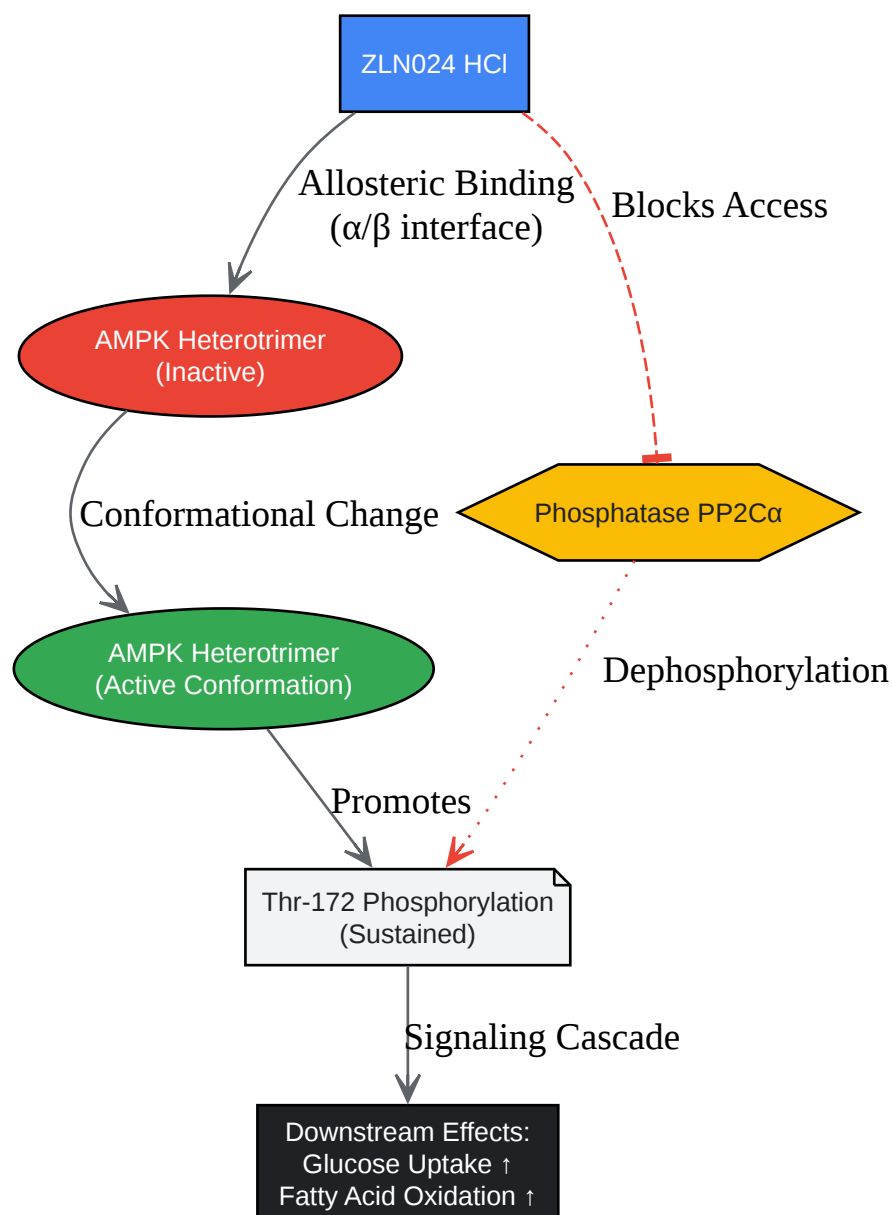 ZLN024 HCl
Allosteric Binding
(α/β interface)
Blocks Access
AMPK Heterotrimer
(Inactive)
Conformational Change
Phosphatase PP2Cα
AMPK Heterotrimer
(Active Conformation)
Dephosphorylation
Promotes
Thr-172 Phosphorylation
(Sustained)
Signaling Cascade
Downstream Effects:
Glucose Uptake ↑
Fatty Acid Oxidation ↑